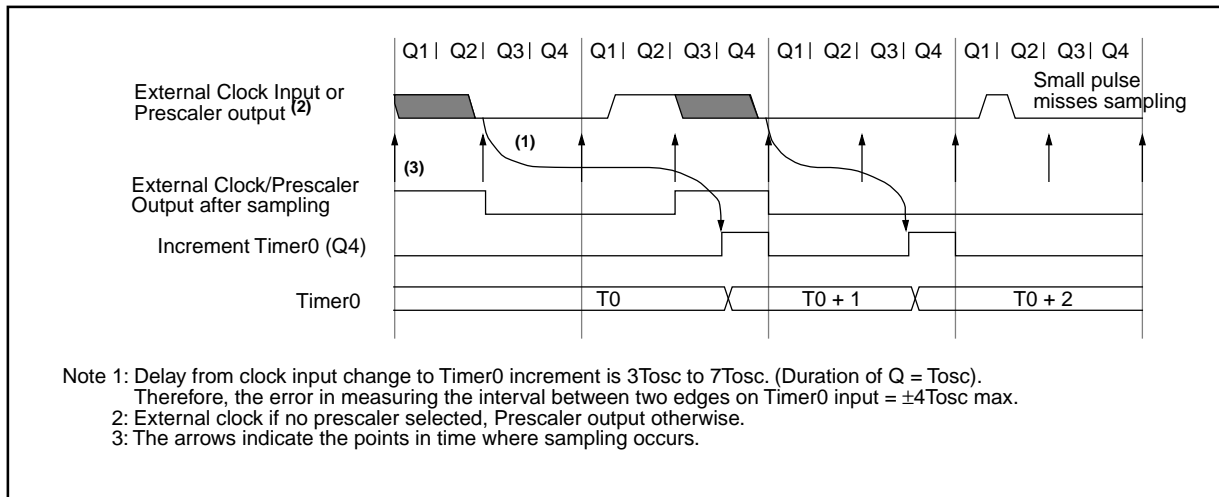 Q1| Q2| Q3| Q4 Q1| Q2| Q3| Q4 Q1| Q2| Q3| Q4 Q1| Q2| Q3| Q4
External Clock Input or
Prescaler output (2)
Small pulse
misses sampling
(1)
(3)
External Clock/Prescaler
Output after sampling
Increment Timer0 (Q4)
Timer0 T0 T0 + 1 T0 + 2
Note 1: Delay from clock input change to Timer0 increment is 3Tosc to 7Tosc. (Duration of Q = Tosc).
Therefore, the error in measuring the interval between two edges on Timer0 input = ±4Tosc max.
2: External clock if no prescaler selected, Prescaler output otherwise.
3: The arrows indicate the points in time where sampling occurs.